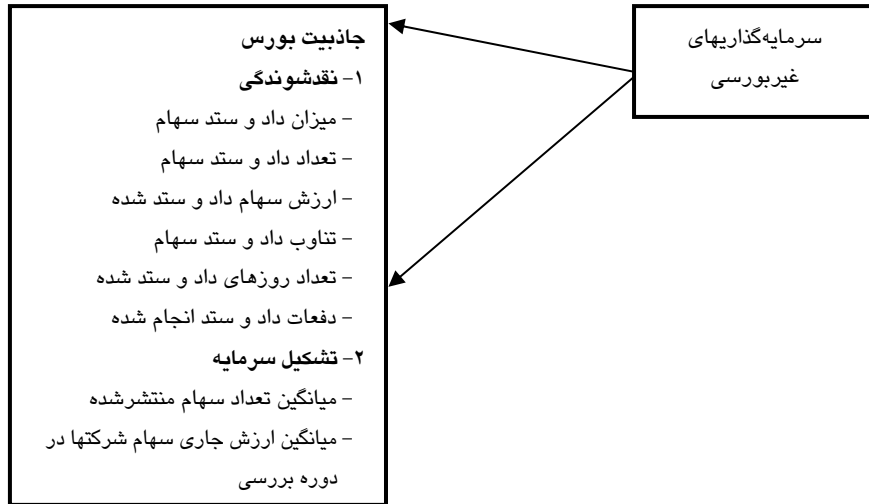 سرمایه‌گذاریهای
غیربورسی
جاذبیت بورس
۱- نقدشوندگی
- میزان داد و ستد سهام
- تعداد داد و ستد سهام
- ارزش سهام داد و ستد شده
- تناوب داد و ستد سهام
- تعداد روزهای داد و ستد شده
- دفعات داد و ستد انجام شده
۲- تشکیل سرمایه
- میانگین تعداد سهام منتشرشده
- میانگین ارزش جاری سهام شرکتها در
دوره بررسی